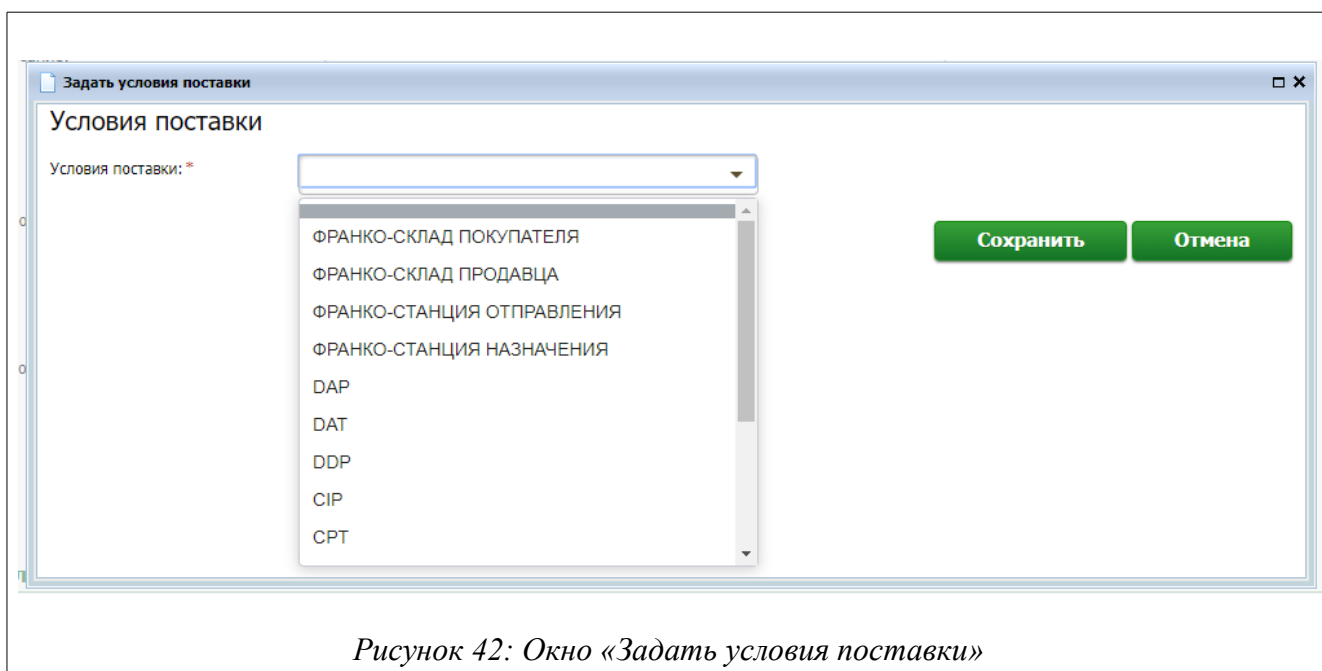 Задать условия поставки
Условия поставки
Условия поставки: *
ФРАНКО-СКЛАД ПОКУПАТЕЛЯ
ФРАНКО-СКЛАД ПРОДАВЦА
ФРАНКО-СТАНЦИЯ ОТПРАВЛЕНИЯ
ФРАНКО-СТАНЦИЯ НАЗНАЧЕНИЯ
DAP
DAT
DDP
CIP
CPT
Сохранить Отмена
Рисунок 42: Окно «Задать условия поставки»